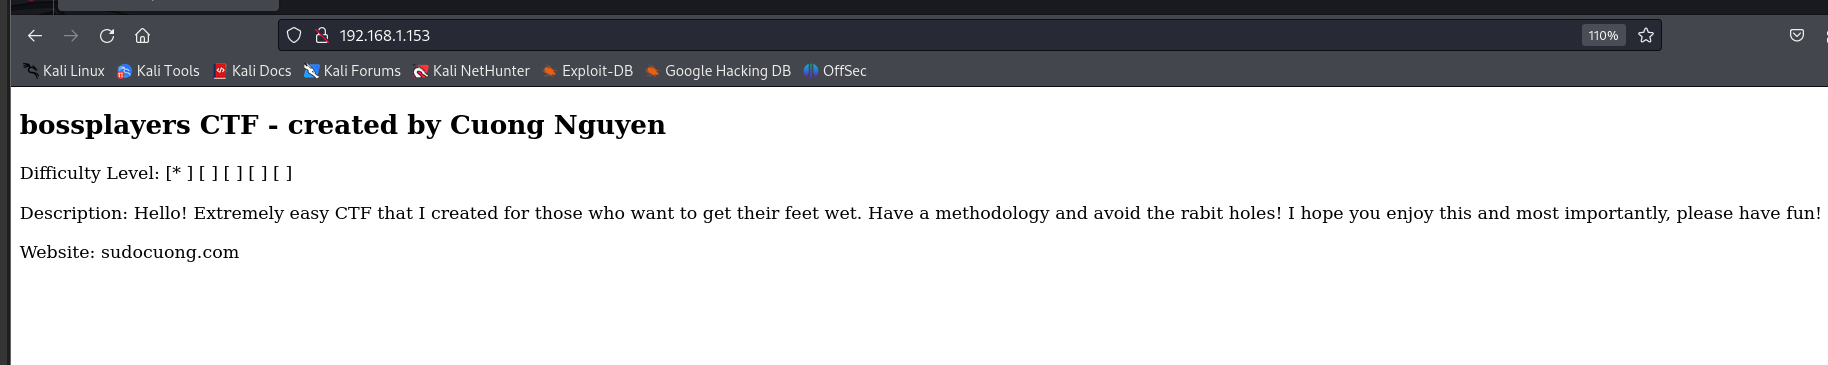 192.168.1.153
110%
Kali Linux Kali Tools Kali Docs Kali Forums Kali NetHunter Exploit-DB Google Hacking DB OffSec
bossplayers CTF - created by Cuong Nguyen
Difficulty Level: [* ] [ ] [ ] [ ] [ ]
Description: Hello! Extremely easy CTF that I created for those who want to get their feet wet. Have a methodology and avoid the rabit holes! I hope you enjoy this and most importantly, please have fun!
Website: sudocuong.com